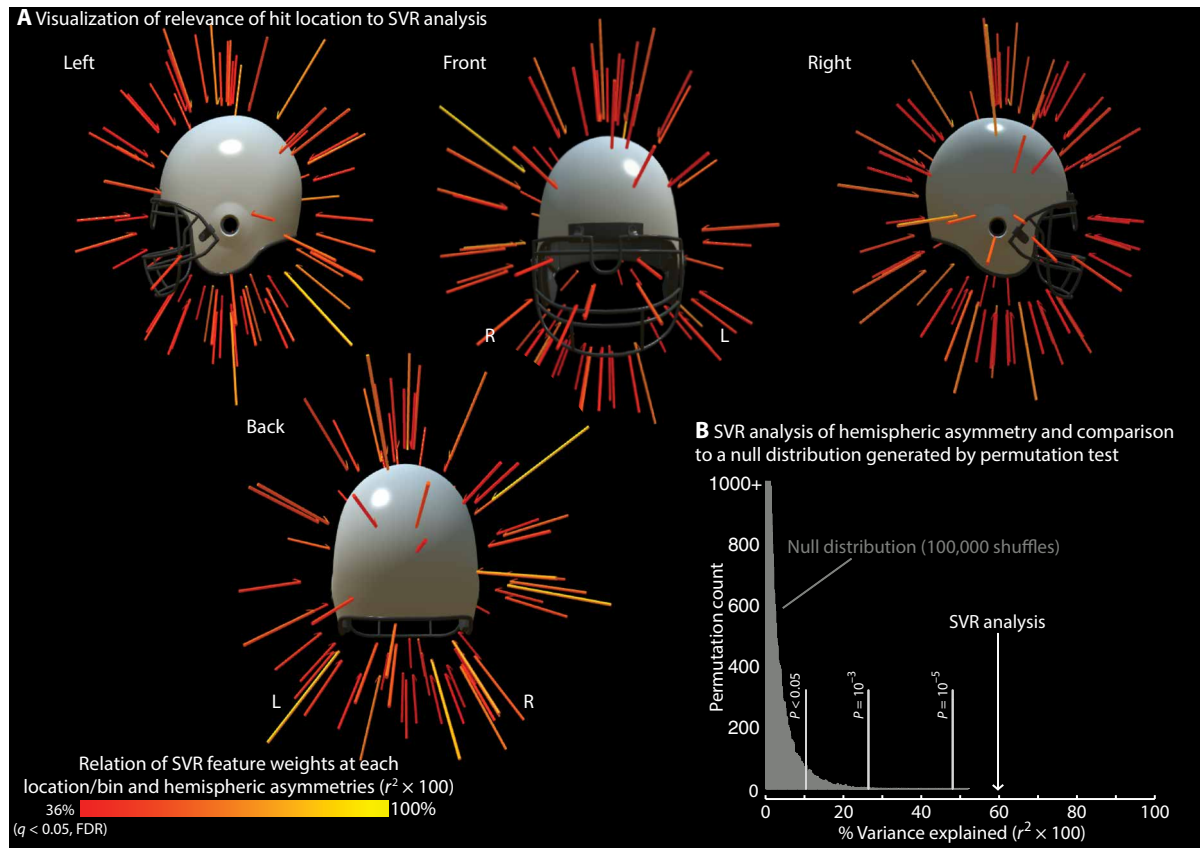 A Visualization of relevance of hit location to SVR analysis
Left
Front
Right
R
L
Back
L
R
Relation of SVR feature weights at each
location/bin and hemispheric asymmetries (r² × 100)
36%
100%
(q < 0.05, FDR)
B SVR analysis of hemispheric asymmetry and comparison
to a null distribution generated by permutation test
1000+
800
600
400
200
0
Permutation count
Null distribution (100,000 shuffles)
SVR analysis
P < 0.05
P = 10⁻³
P = 10⁻⁵
0
20
40
60
80
100
% Variance explained (r² × 100)